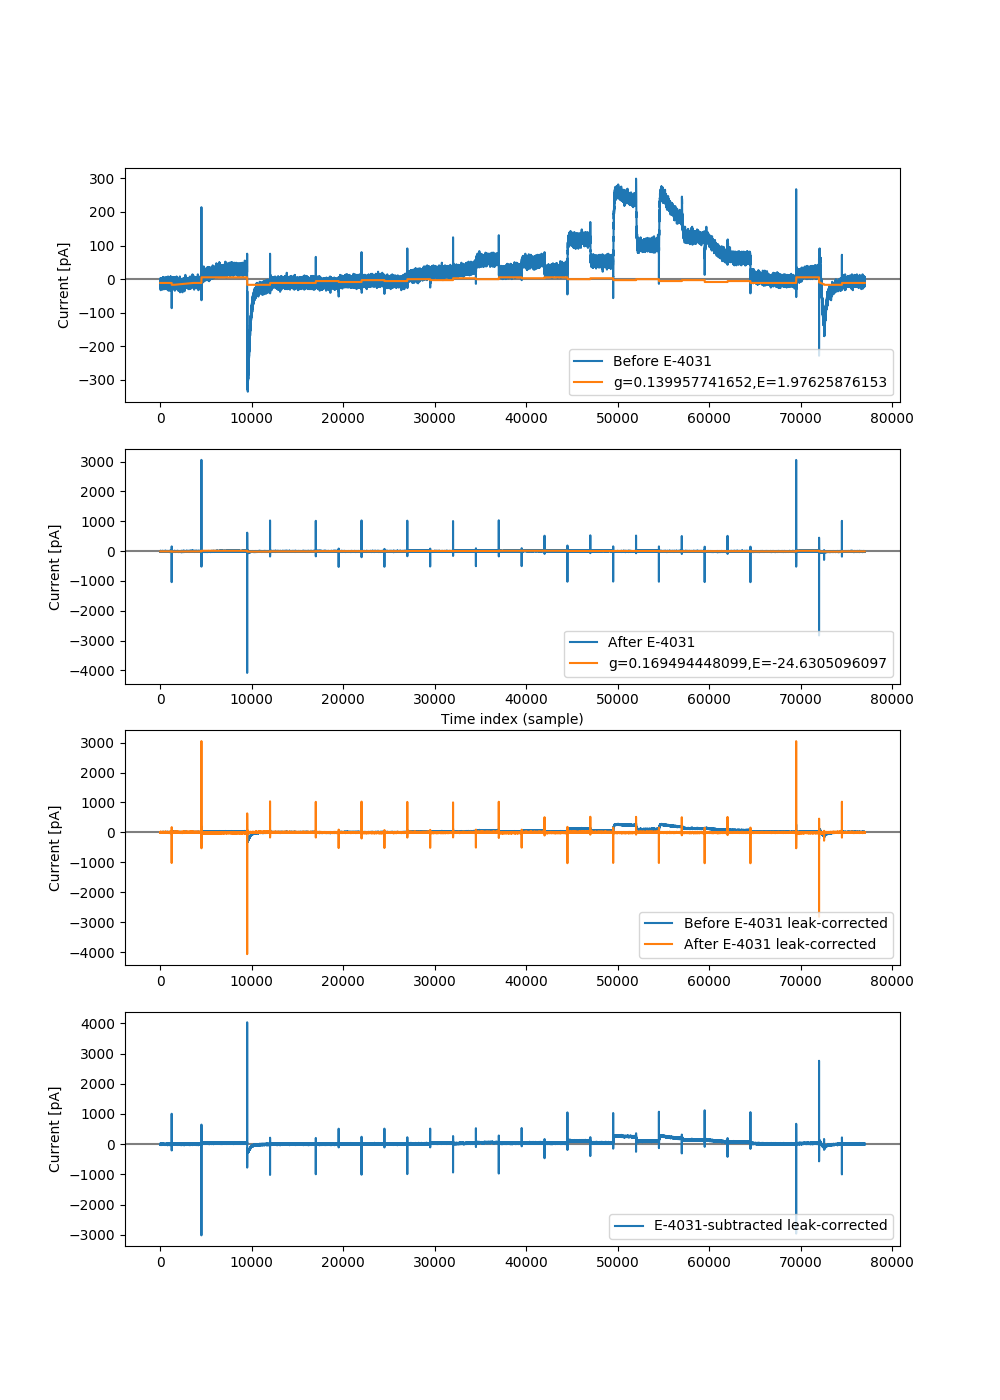 300
200
100
0
−100
−200
−300
Current [pA]
Before E-4031
g=0.139957741652,E=1.97625876153
0 10000 20000 30000 40000 50000 60000 70000 80000
3000
2000
1000
0
−1000
−2000
−3000
−4000
Current [pA]
After E-4031
g=0.169494448099,E=-24.6305096097
0 10000 20000 30000 40000 50000 60000 70000 80000
Time index (sample)
3000
2000
1000
0
−1000
−2000
−3000
−4000
Current [pA]
Before E-4031 leak-corrected
After E-4031 leak-corrected
0 10000 20000 30000 40000 50000 60000 70000 80000
4000
3000
2000
1000
0
−1000
−2000
−3000
Current [pA]
E-4031-subtracted leak-corrected
0 10000 20000 30000 40000 50000 60000 70000 80000